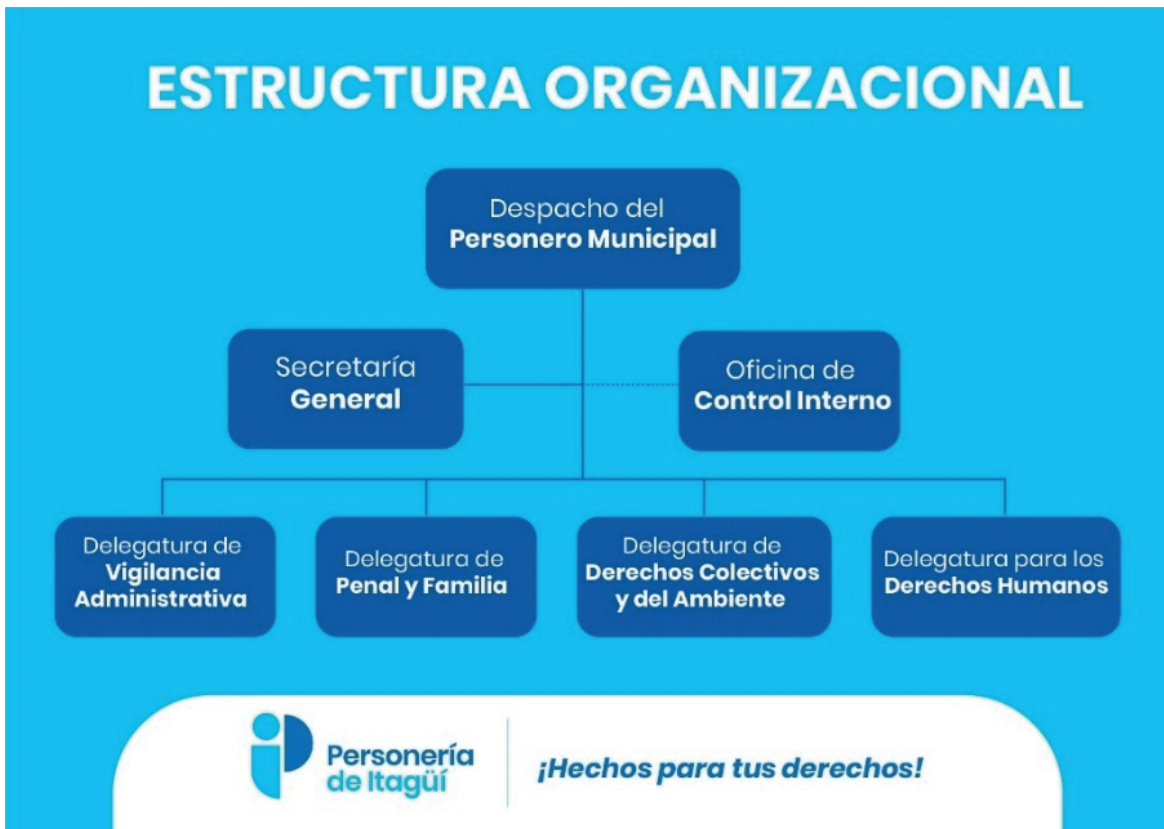 ESTRUCTURA ORGANIZACIONAL
Despacho del
Personero Municipal
Secretaría
General
Oficina de
Control Interno
Delegatura de
Vigilancia
Administrativa
Delegatura de
Penal y Familia
Delegatura de
Derechos Colectivos
y del Ambiente
Delegatura para los
Derechos Humanos
Personería
de Itagüí
¡Hechos para tus derechos!